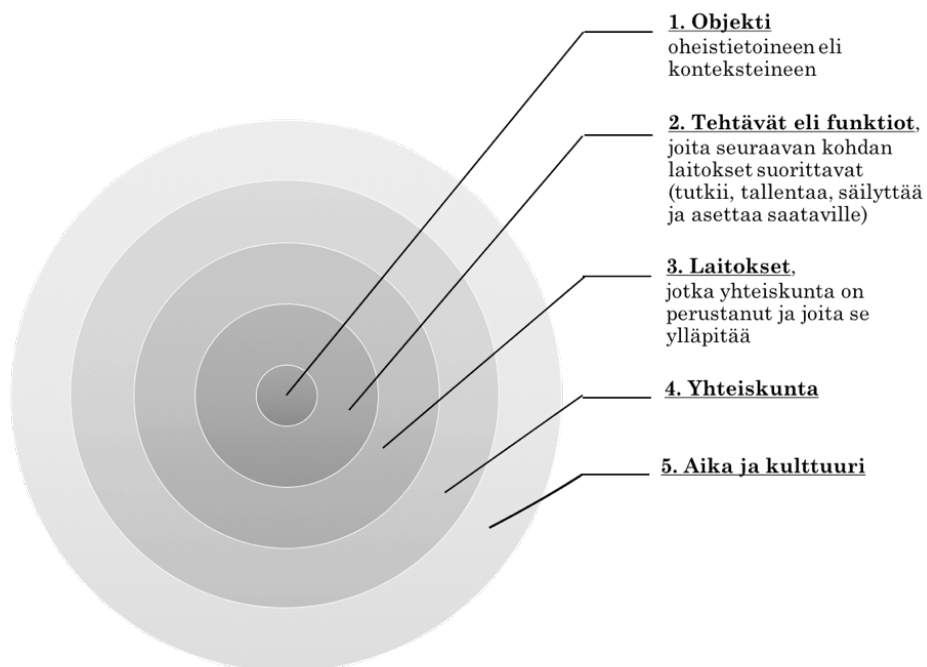 1. Objekti
oheistietoineen eli
konteksteineen
2. Tehtävät eli funktiot,
joita seuraavan kohdan
laitokset suorittavat
(tutkii, tallentaa, säilyttää
ja asettaa saataville)
3. Laitokset,
jotka yhteiskunta on
perustanut ja joita se
ylläpitää
4. Yhteiskunta
5. Aika ja kulttuuri